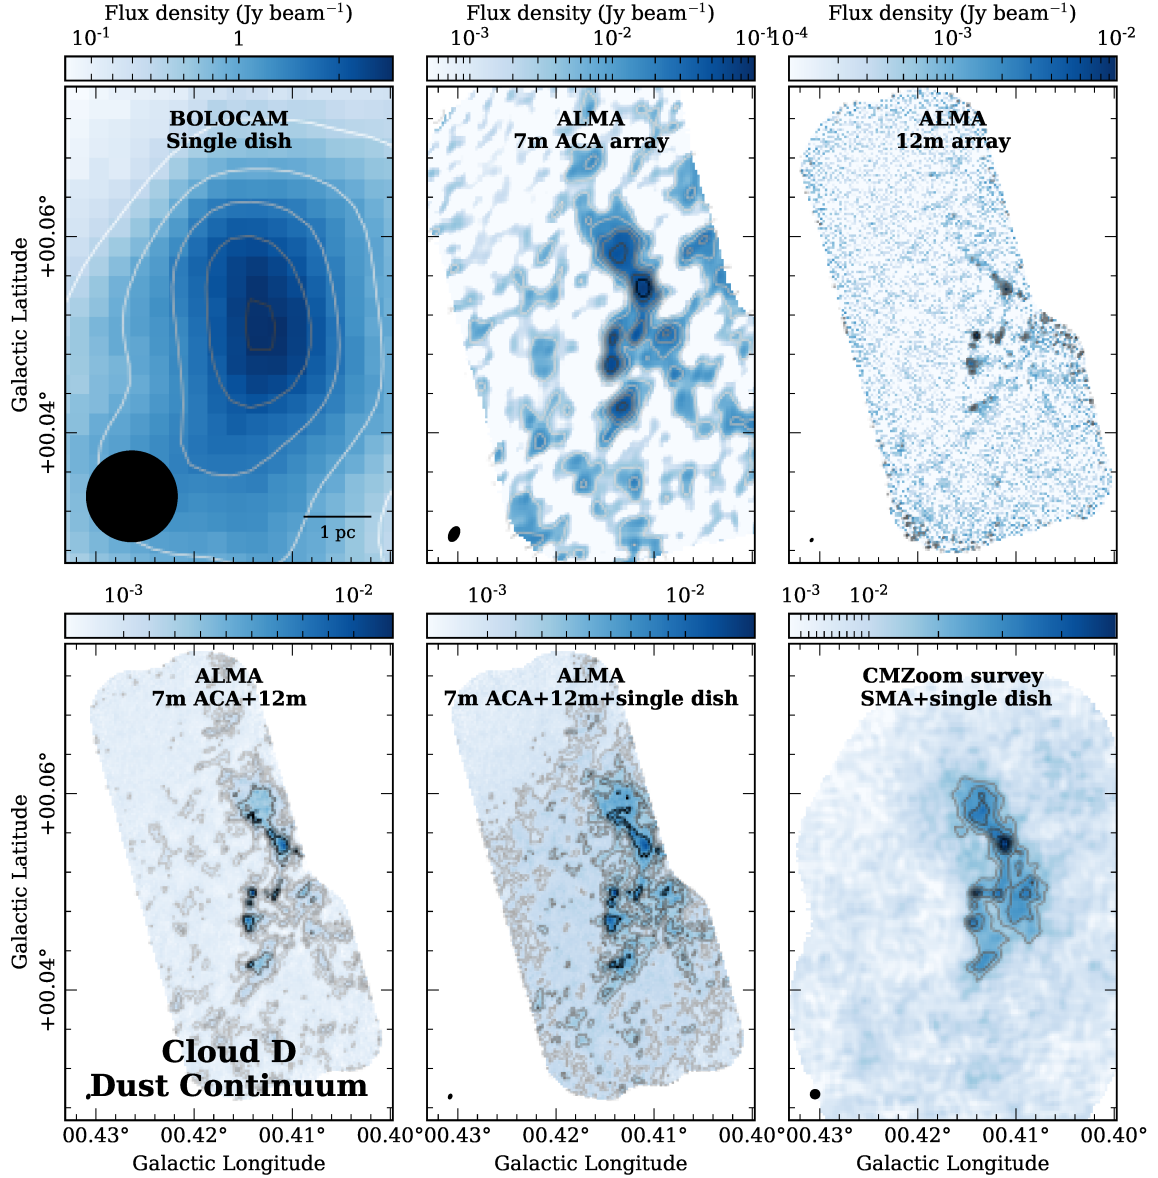 Flux density (Jy beam⁻¹)
Flux density (Jy beam⁻¹)
Flux density (Jy beam⁻¹)
10⁻¹ 1
10⁻³ 10⁻² 10⁻¹
10⁻⁴ 10⁻³ 10⁻²
BOLOCAM
Single dish
ALMA
7m ACA array
ALMA
12m array
Galactic Latitude
+00.06°
+00.04°
1 pc
10⁻³ 10⁻²
10⁻³ 10⁻²
10⁻³ 10⁻²
ALMA
7m ACA+12m
ALMA
7m ACA+12m+single dish
CMZoom survey
SMA+single dish
Galactic Latitude
+00.06°
+00.04°
Cloud D
Dust Continuum
00.43° 00.42° 00.41° 00.40°
00.43° 00.42° 00.41° 00.40°
00.43° 00.42° 00.41° 00.40°
Galactic Longitude
Galactic Longitude
Galactic Longitude